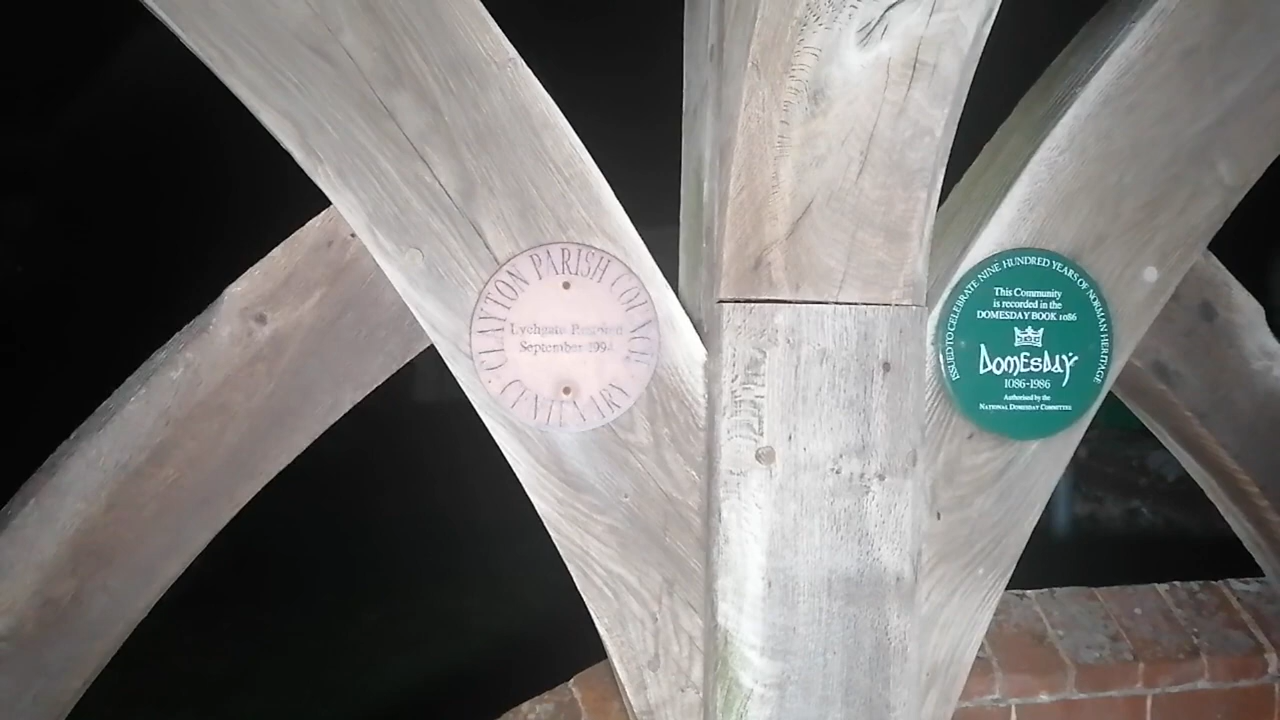 CLAYTON PARISH COUNCIL
Lychgate Restored
September 1994
CENTENARY
ISSUED TO CELEBRATE NINE HUNDRED YEARS OF NORMAN HERITAGE
This Community
is recorded in the
DOMESDAY BOOK 1086
DOMESDAY
1086-1986
Authorised by the
NATIONAL DOMESDAY COMMITTEE